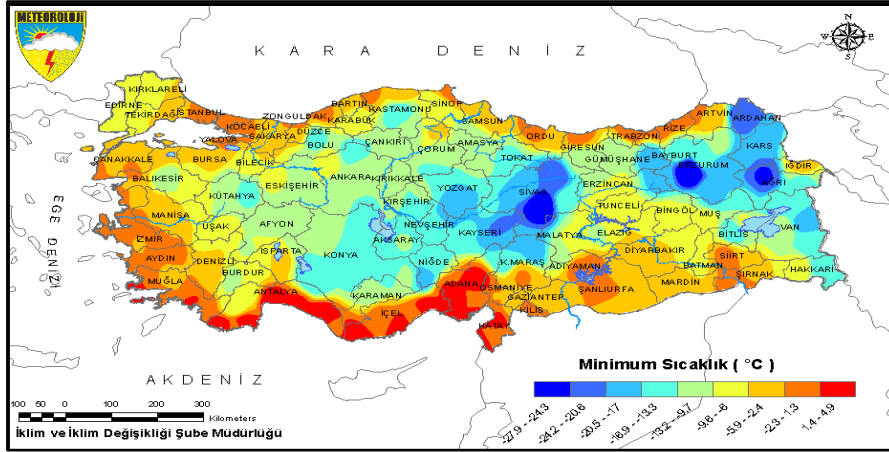 METEOROLOJİ
KARA DENİZ
N
W E
S
KIRKLARELİ
EDİRNE
TEKİRDAĞ
İSTANBUL
KOCAELİ
YALOVA
SAKARYA
ZONGULDAK
DÜZCE
BOLU
BARTIN
KARABÜK
KASTAMONU
SİNOP
SAMSUN
ÇANKIRI
ÇORUM
AMASYA
TOKAT
ORDU
GİRESUN
TRABZON
RİZE
ARTVİN
ARDAHAN
KARS
GÜMÜŞHANE
BAYBURT
ERZURUM
IĞDIR
AĞRI
ÇANAKKALE
BURSA
BİLECİK
BALIKESİR
KÜTAHYA
ESKİŞEHİR
ANKARA
KIRIKKALE
YOZGAT
SİVAS
ERZİNCAN
TUNCELİ
BİNGÖL
MUŞ
EGE DENİZİ
MANİSA
UŞAK
AFYON
KIRŞEHİR
NEVŞEHİR
KAYSERİ
MALATYA
ELAZIĞ
BİTLİS
VAN
İZMİR
AKSARAY
DİYARBAKIR
AYDIN
DENİZLİ
ISPARTA
BURDUR
KONYA
NİĞDE
K.MARAŞ
ADIYAMAN
BATMAN
SİİRT
ŞIRNAK
HAKKARİ
MUĞLA
ANTALYA
KARAMAN
İÇEL
ADANA
OSMANİYE
GAZİANTEP
KİLİS
ŞANLIURFA
MARDİN
HATAY
AKDENİZ
Minimum Sıcaklık ( °C )
-27.9 - -24.3
-24.2 - -20.6
-20.5 - -17
-16.9 - -13.3
-13.2 - -9.7
-9.6 - -6
-5.9 - -2.4
-2.3 - 1.3
1.4 - 4.9
100 50 0 100 200 300
Kilometers
İklim ve İklim Değişikliği Şube Müdürlüğü